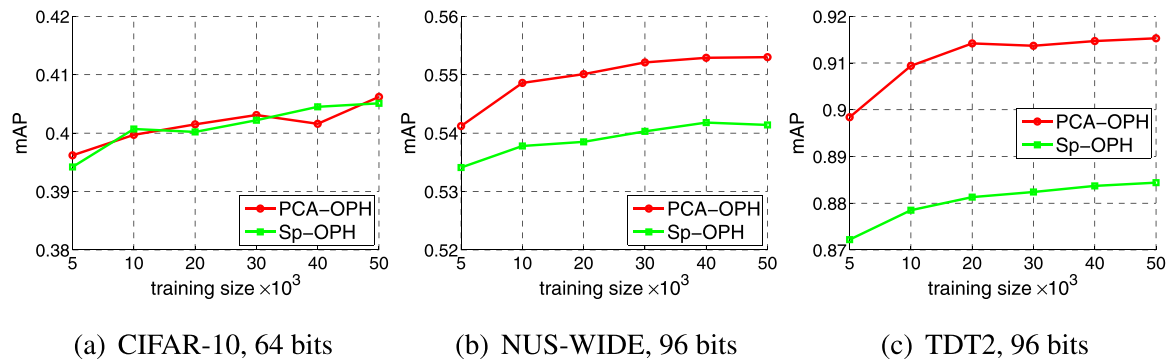 0.42
0.41
0.4
0.39
0.38
mAP
5 10 20 30 40 50
training size ×10³
PCA−OPH
Sp−OPH
(a) CIFAR-10, 64 bits
0.56
0.55
0.54
0.53
0.52
mAP
5 10 20 30 40 50
training size ×10³
PCA−OPH
Sp−OPH
(b) NUS-WIDE, 96 bits
0.92
0.91
0.9
0.89
0.88
0.87
mAP
5 10 20 30 40 50
training size ×10³
PCA−OPH
Sp−OPH
(c) TDT2, 96 bits